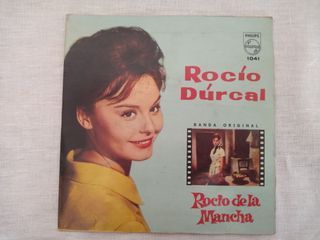 PHILIPS
1041
Rocío
Dúrcal
BANDA ORIGINAL
Rocío de la
Mancha